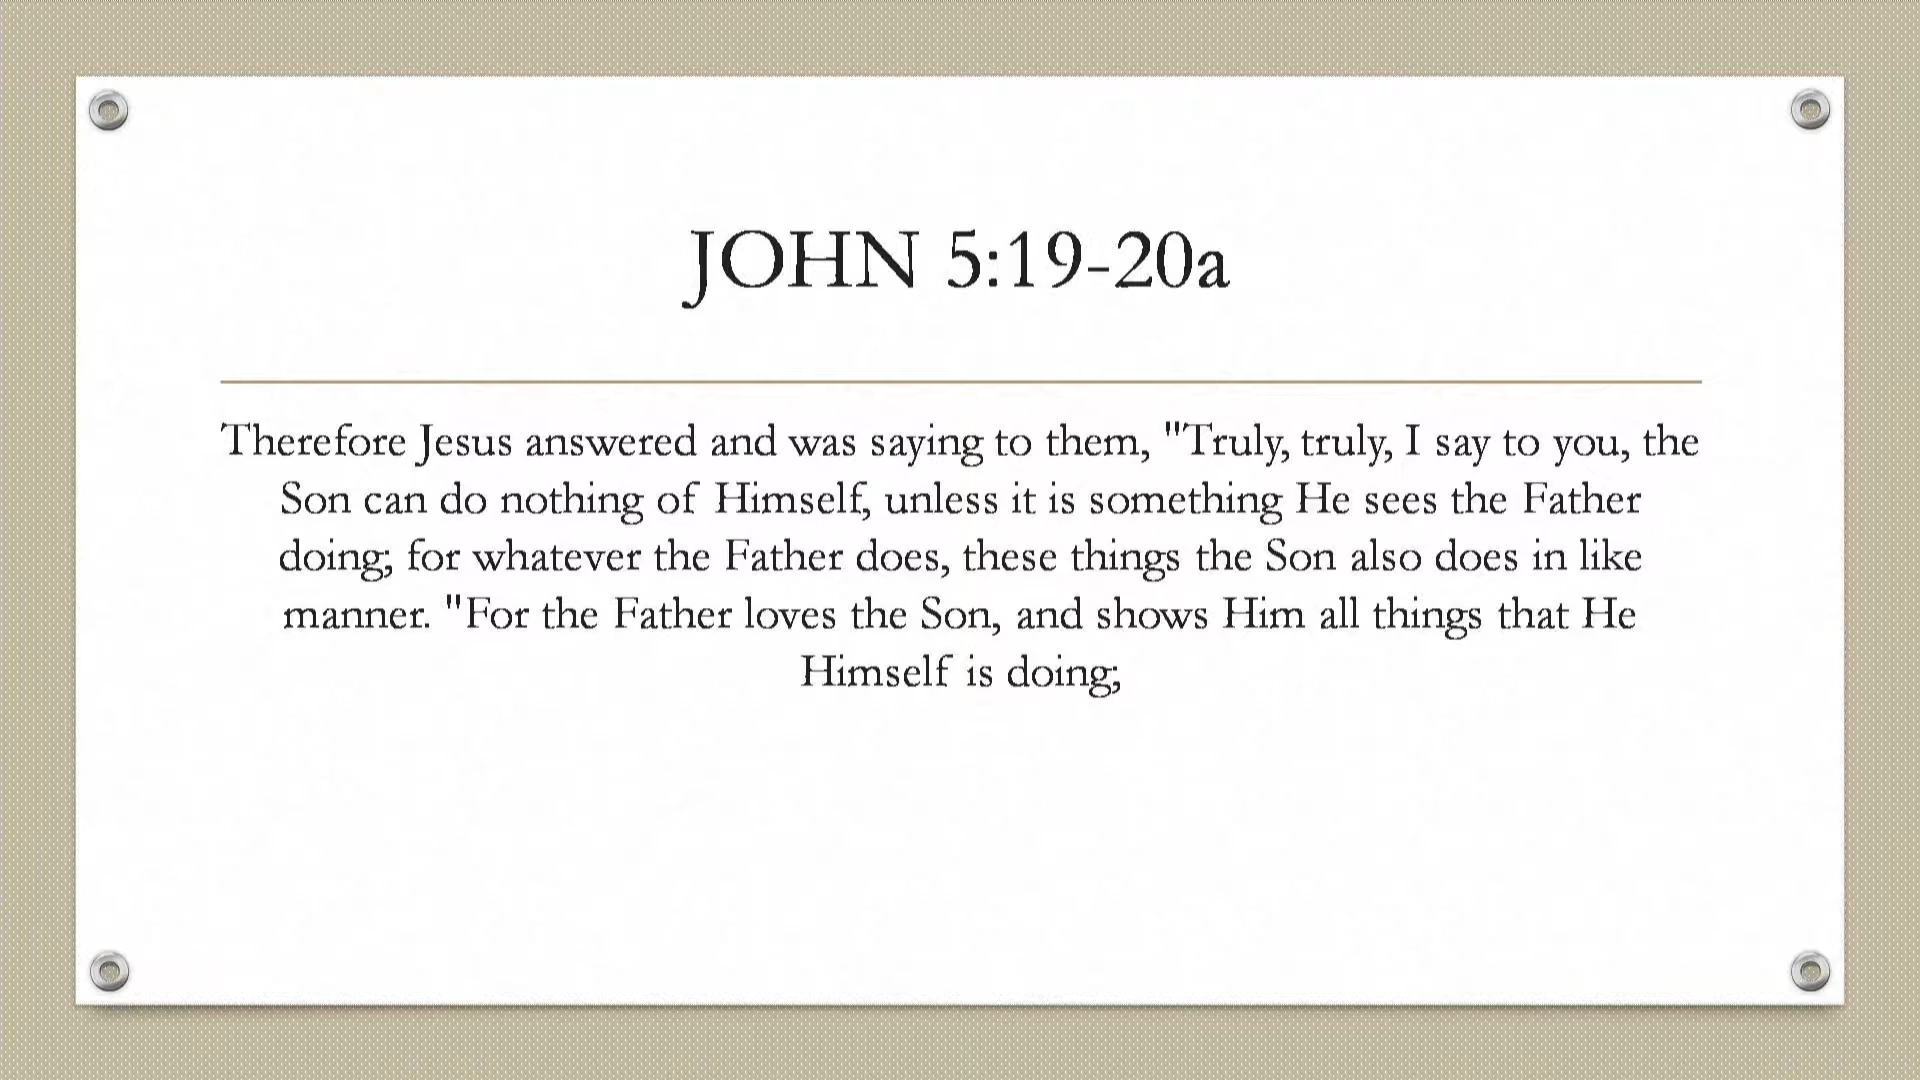 JOHN 5:19-20a
Therefore Jesus answered and was saying to them, "Truly, truly, I say to you, the
Son can do nothing of Himself, unless it is something He sees the Father
doing; for whatever the Father does, these things the Son also does in like
manner. "For the Father loves the Son, and shows Him all things that He
Himself is doing;